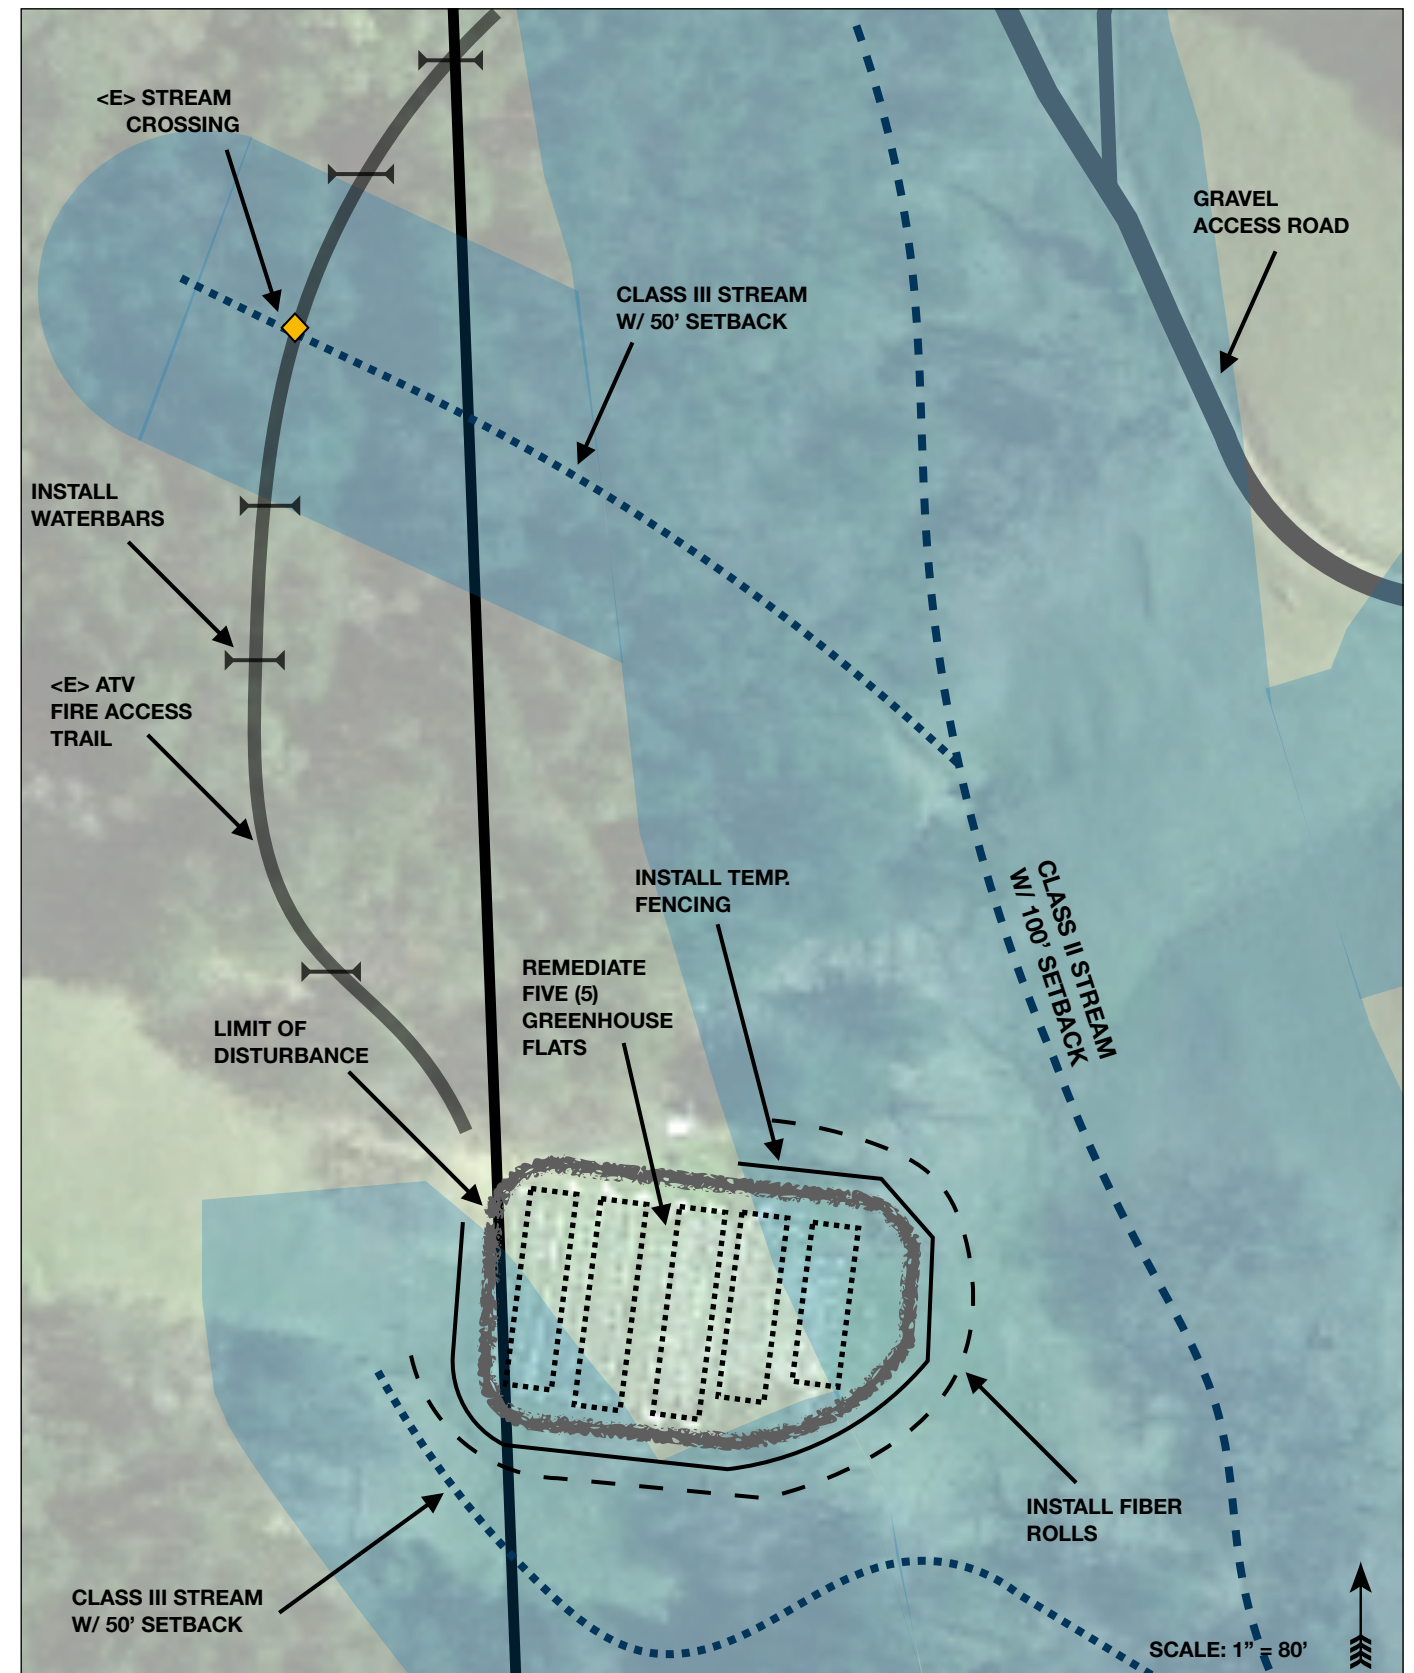 <E> STREAM
CROSSING
GRAVEL
ACCESS ROAD
CLASS III STREAM
W/ 50’ SETBACK
INSTALL
WATERBARS
<E> ATV
FIRE ACCESS
TRAIL
INSTALL TEMP.
FENCING
CLASS II STREAM
W/ 100’ SETBACK
REMEDIATE
FIVE (5)
GREENHOUSE
FLATS
LIMIT OF
DISTURBANCE
INSTALL FIBER
ROLLS
CLASS III STREAM
W/ 50’ SETBACK
SCALE: 1” = 80’